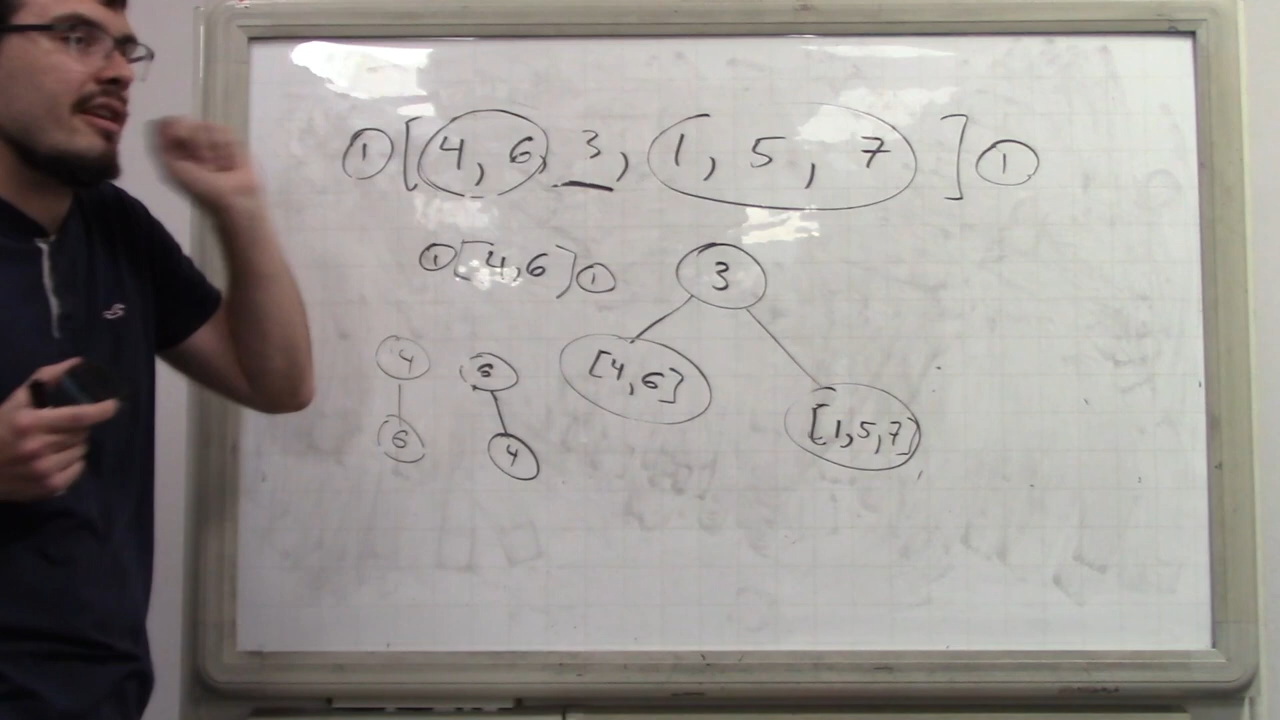 ① [4, 6, 3, 1, 5, 7] ①
① [4,6] ①
3
4 6 [4,6]
[1,5,7]
6 4